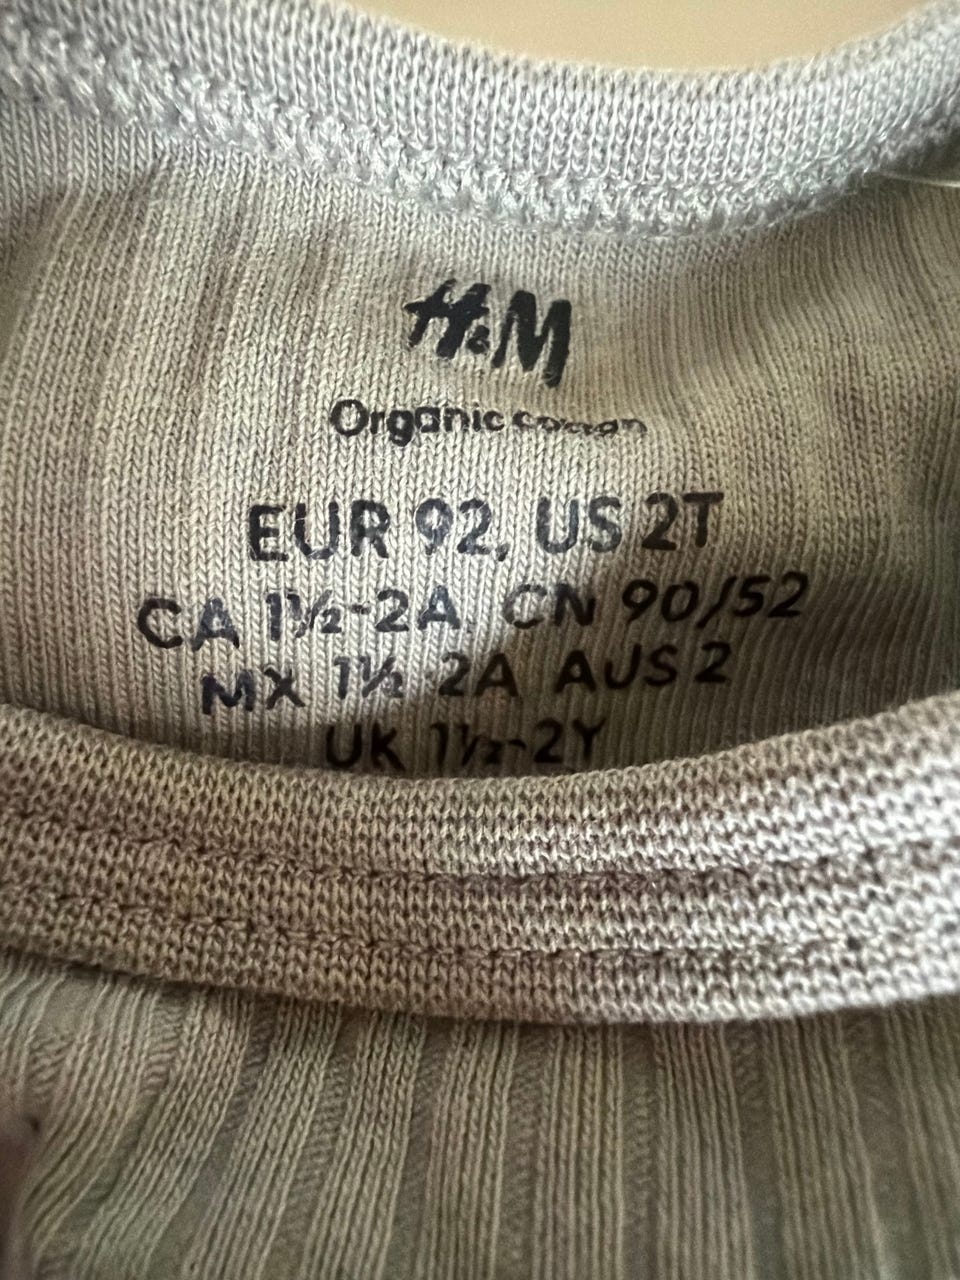 H&M
Organic cotton
EUR 92, US 2T
CA 1½-2A, CN 90/52
MX 1½-2A AUS 2
UK 1½-2Y